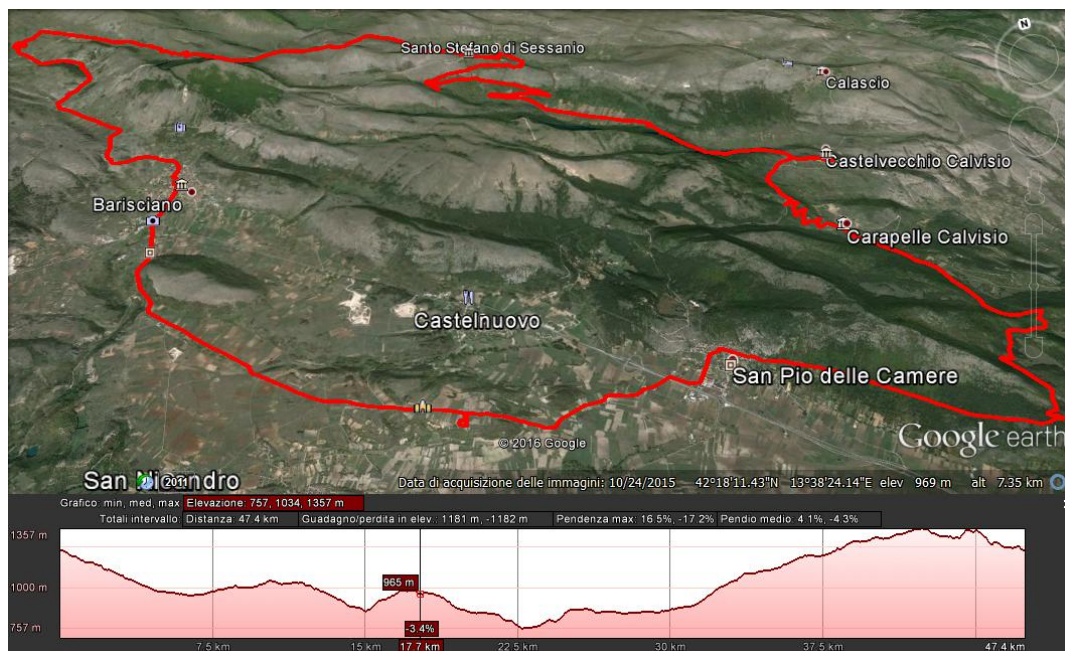 N
Santo Stefano di Sessanio
Calascio
Castelvecchio Calvisio
Barisciano
Carapelle Calvisio
Castelnuovo
San Pio delle Camere
© 2016 Google
Google earth
San
2011
Data di acquisizione delle immagini: 10/24/2015 42°18'11.43"N 13°38'24.14"E elev 969 m alt 7.35 km
Grafico: min, med, max Elevazione: 757, 1034, 1357 m
Totali intervallo: Distanza: 47.4 km Guadagno/perdita in elev.: 1181 m, -1182 m Pendenza max: 16.5%, -17.2% Pendio medio: 4.1%, -4.3%
1357 m
1000 m
757 m
965 m
-3.4%
7.5 km 15 km 17.7 km 22.5 km 30 km 37.5 km 47.4 km